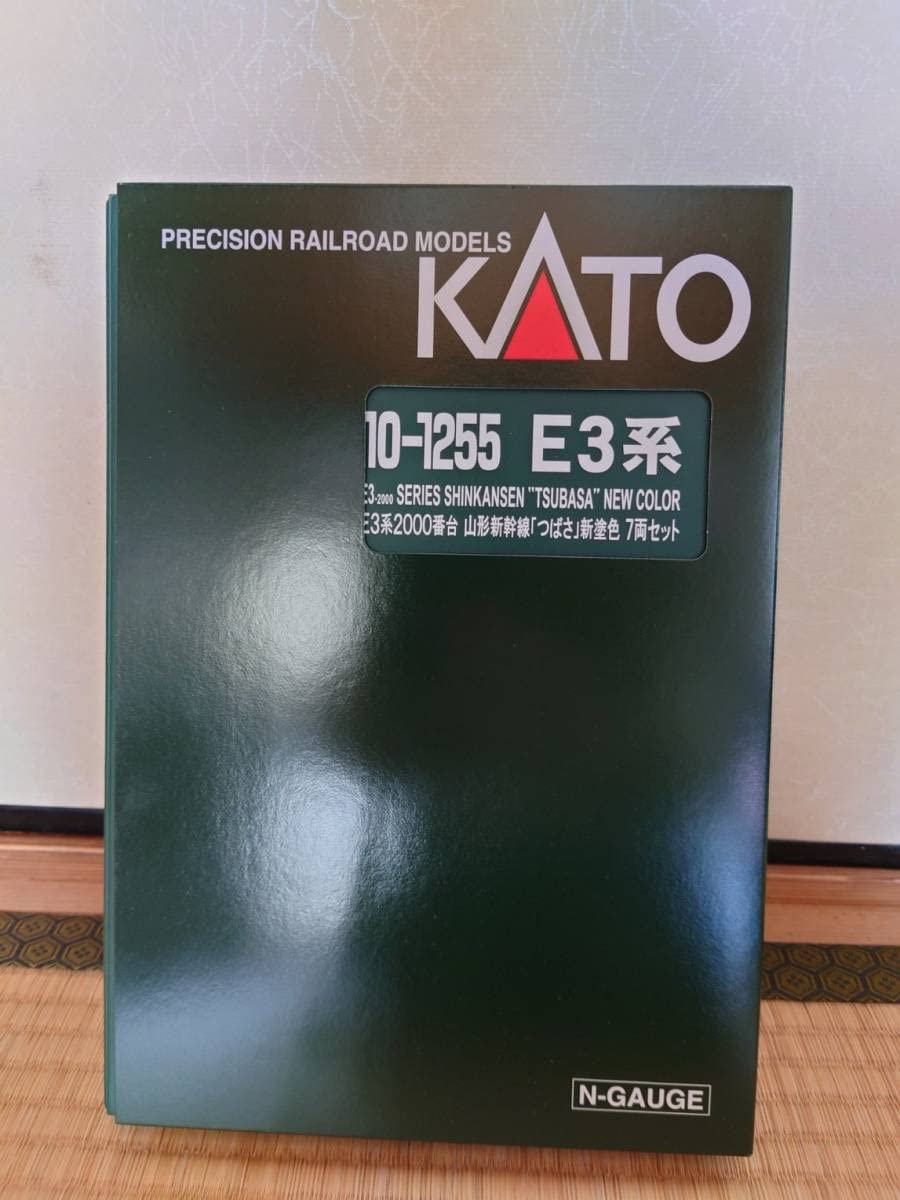 PRECISION RAILROAD MODELS
KATO
10-1255 E3系
E3-2000 SERIES SHINKANSEN "TSUBASA" NEW COLOR
E3系2000番台 山形新幹線「つばさ」新塗色 7両セット
N-GAUGE